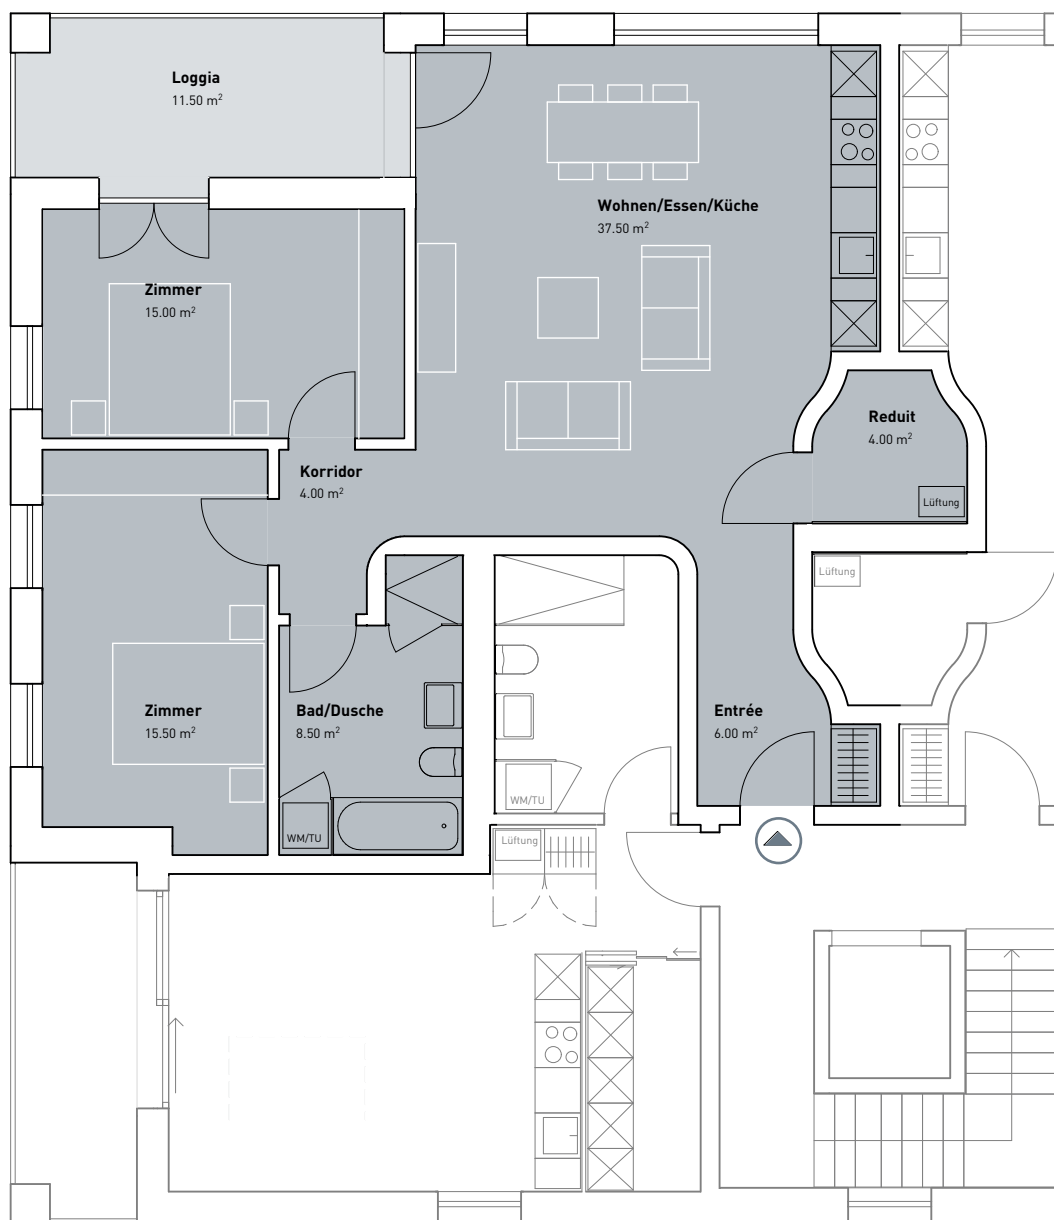 Loggia
11.50 m²
Wohnen/Essen/Küche
37.50 m²
Zimmer
15.00 m²
Reduit
4.00 m²
Korridor
4.00 m²
Lüftung
Lüftung
Zimmer
15.50 m²
Bad/Dusche
8.50 m²
Entrée
6.00 m²
WM/TU
WM/TU
Lüftung